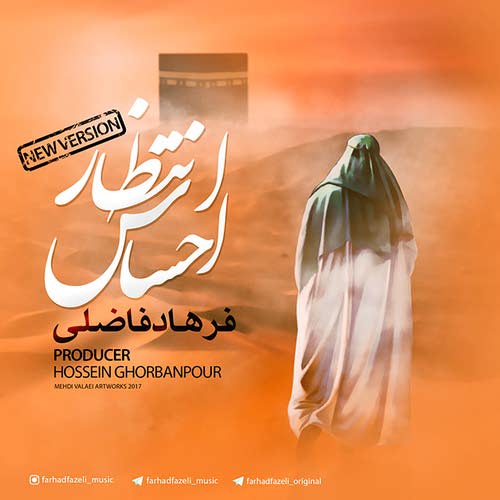 NEW VERSION
احساس انتظار
فرهاد فاضلی
PRODUCER
HOSSEIN GHORBANPOUR
MEHDI VALAEI ARTWORKS 2017
farhadfazeli_music
farhadfazeli_music
farhadfazeli_original